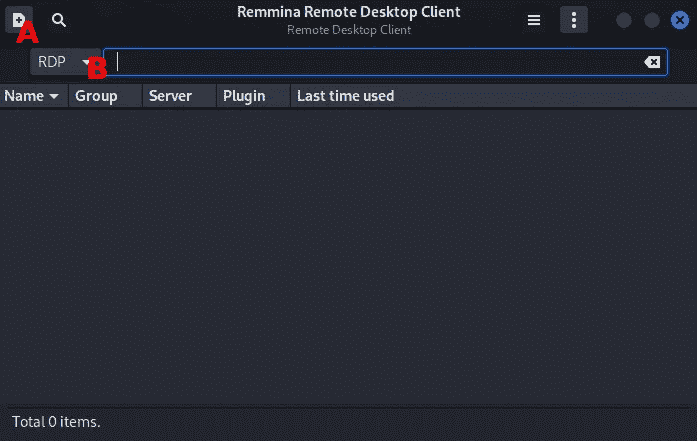 Remmina Remote Desktop Client
Remote Desktop Client
A
RDP B
Name Group Server Plugin Last time used
Total 0 items.